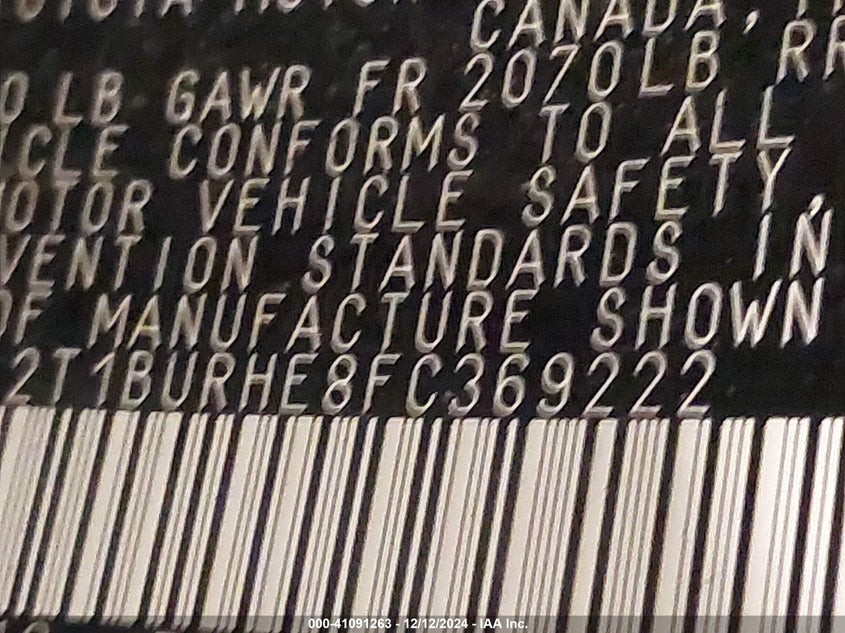 CANADA,
0 LB GAWR FR 2070LB RR
ICLE CONFORMS TO ALL
MOTOR VEHICLE SAFETY,
VENTION STANDARDS IN
OF MANUFACTURE SHOWN
2T1BURHE8FC369222
000-41091263 - 12/12/2024 - IAA Inc.